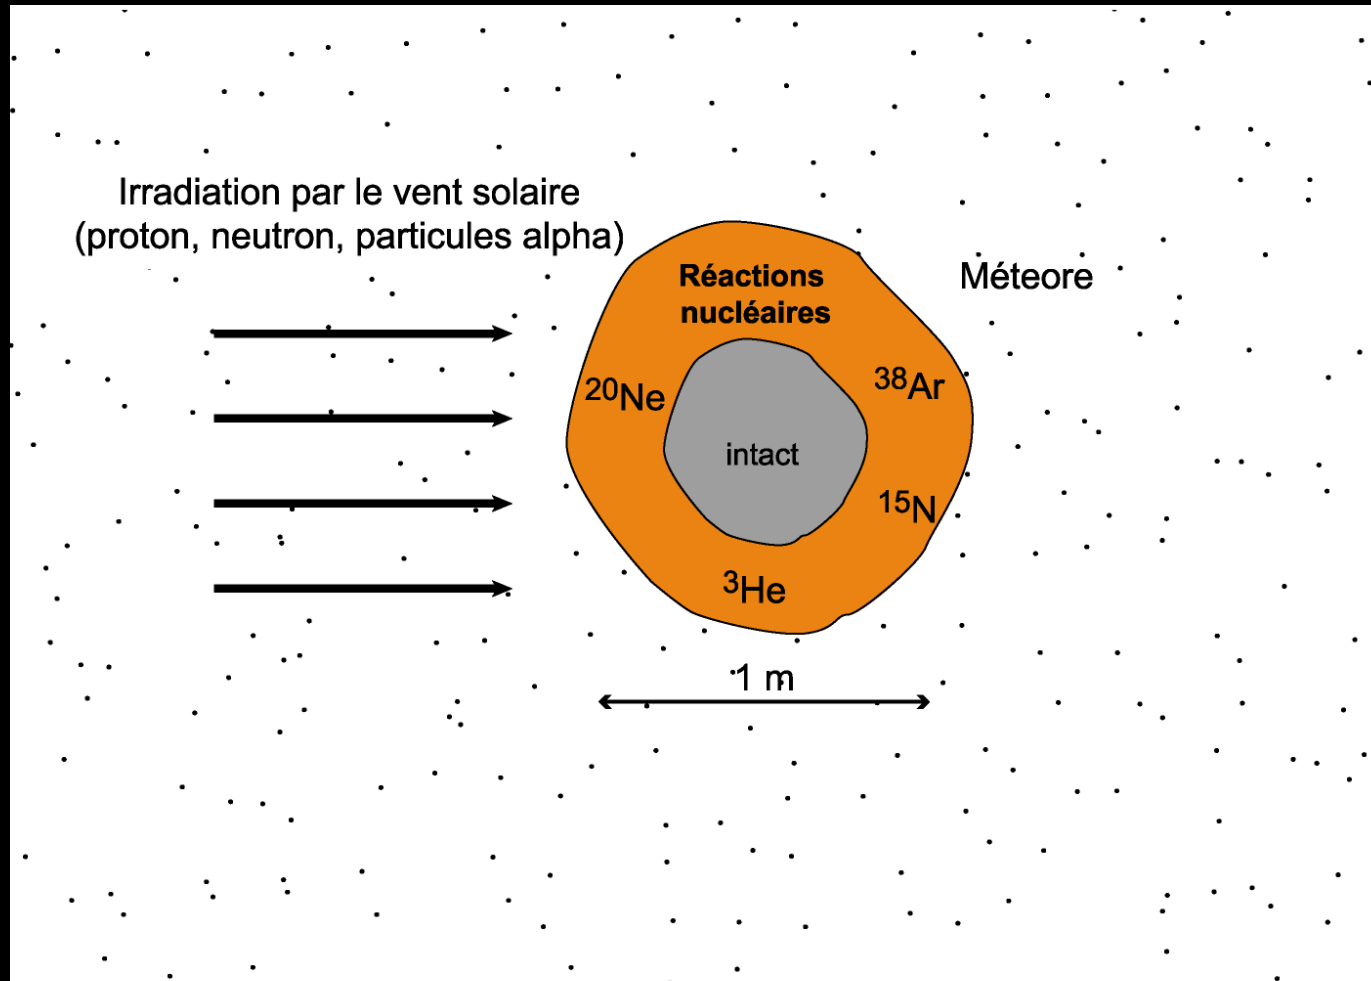 Irradiation par le vent solaire
(proton, neutron, particules alpha)
Réactions
nucléaires
Méteore
20Ne
38Ar
intact
15N
3He
1 m